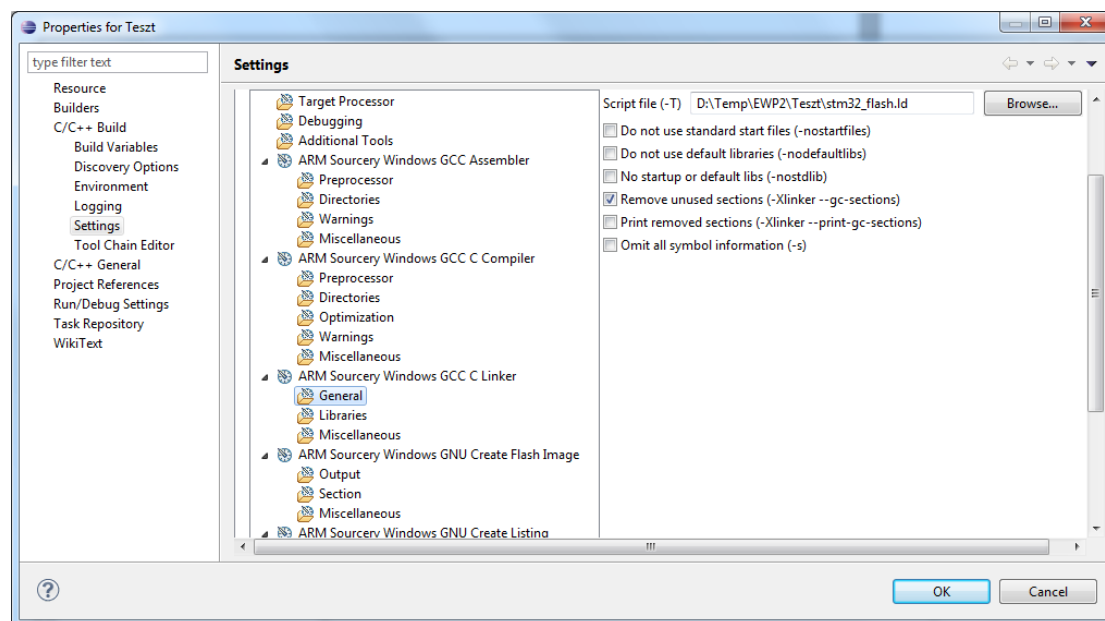 Properties for Teszt
type filter text
Resource
Builders
C/C++ Build
Build Variables
Discovery Options
Environment
Logging
Settings
Tool Chain Editor
C/C++ General
Project References
Run/Debug Settings
Task Repository
WikiText
Settings
Target Processor
Debugging
Additional Tools
ARM Sourcery Windows GCC Assembler
Preprocessor
Directories
Warnings
Miscellaneous
ARM Sourcery Windows GCC C Compiler
Preprocessor
Directories
Optimization
Warnings
Miscellaneous
ARM Sourcery Windows GCC C Linker
General
Libraries
Miscellaneous
ARM Sourcery Windows GNU Create Flash Image
Output
Section
Miscellaneous
ARM Sourcery Windows GNU Create Listing
Script file (-T) D:\Temp\EWP2\Teszt\stm32_flash.ld Browse...
Do not use standard start files (-nostartfiles)
Do not use default libraries (-nodefaultlibs)
No startup or default libs (-nostdlib)
Remove unused sections (-Xlinker --gc-sections)
Print removed sections (-Xlinker --print-gc-sections)
Omit all symbol information (-s)
OK Cancel